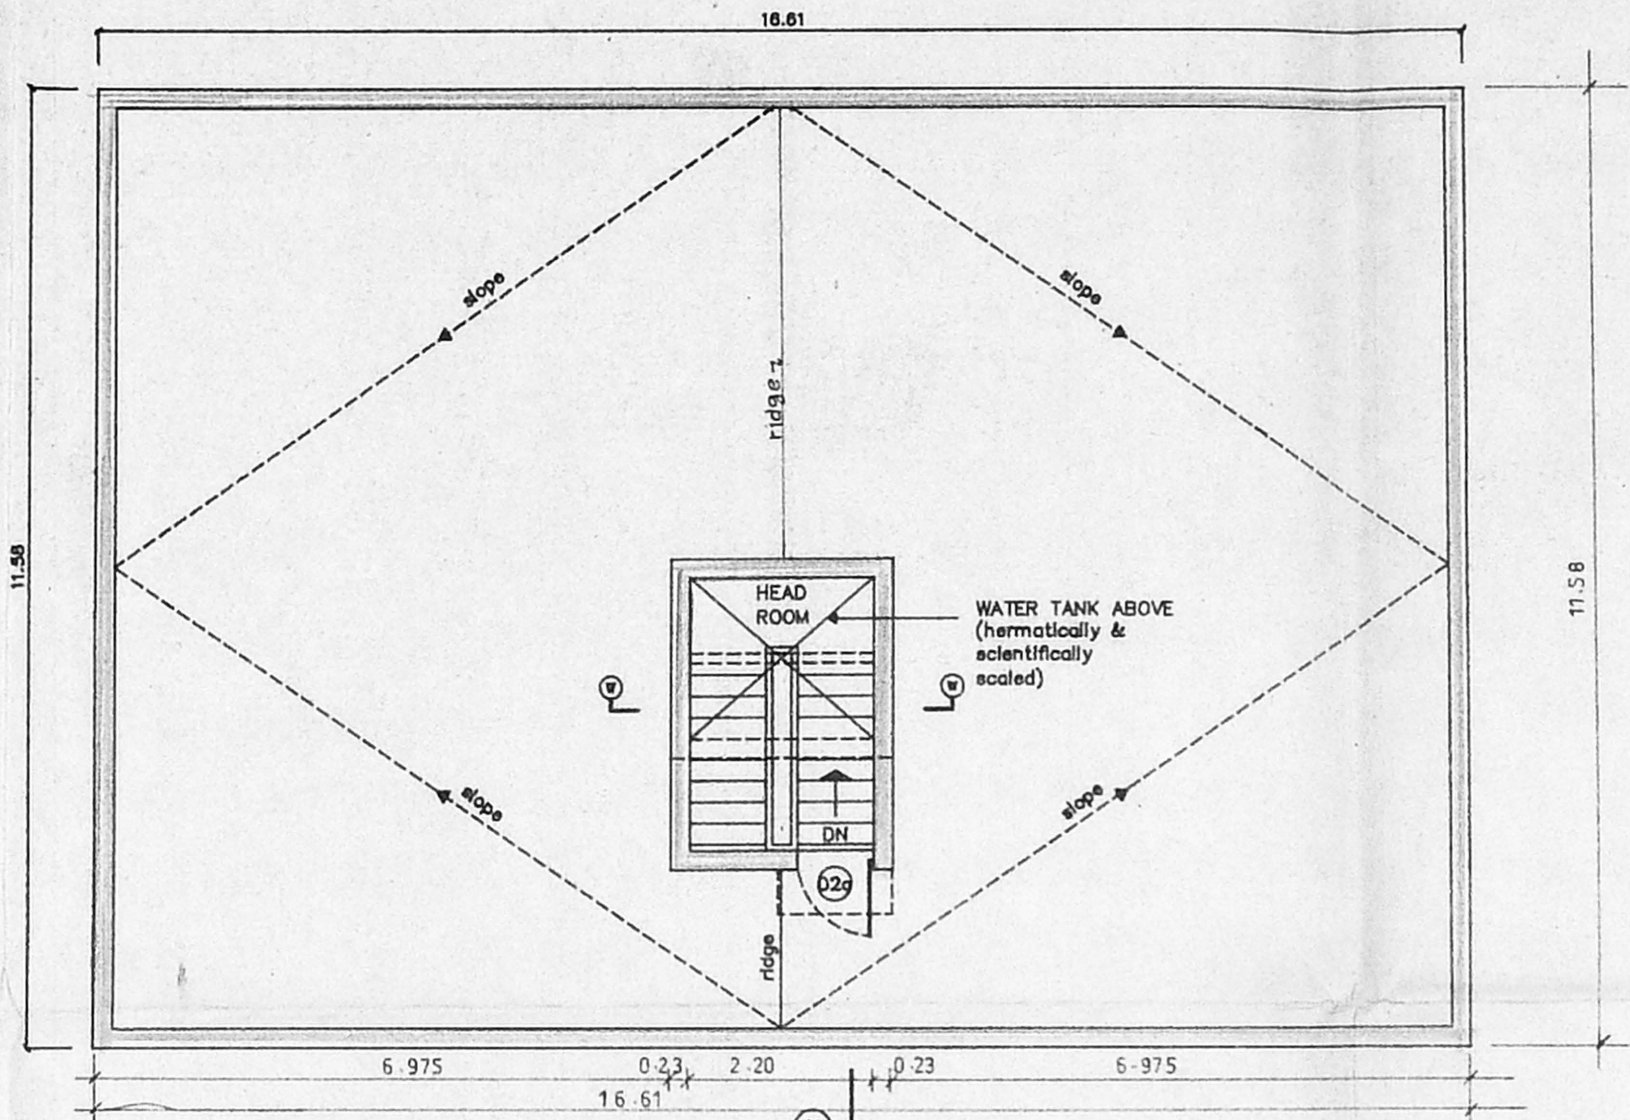 16.61
slope
slope
ridge
11.58
11.58
HEAD
ROOM
WATER TANK ABOVE
(hermatically &
scientifically
scaled)
W
W
slope
slope
DN
D2a
ridge
6.975
0.23
2.20
0.23
6-975
16.61